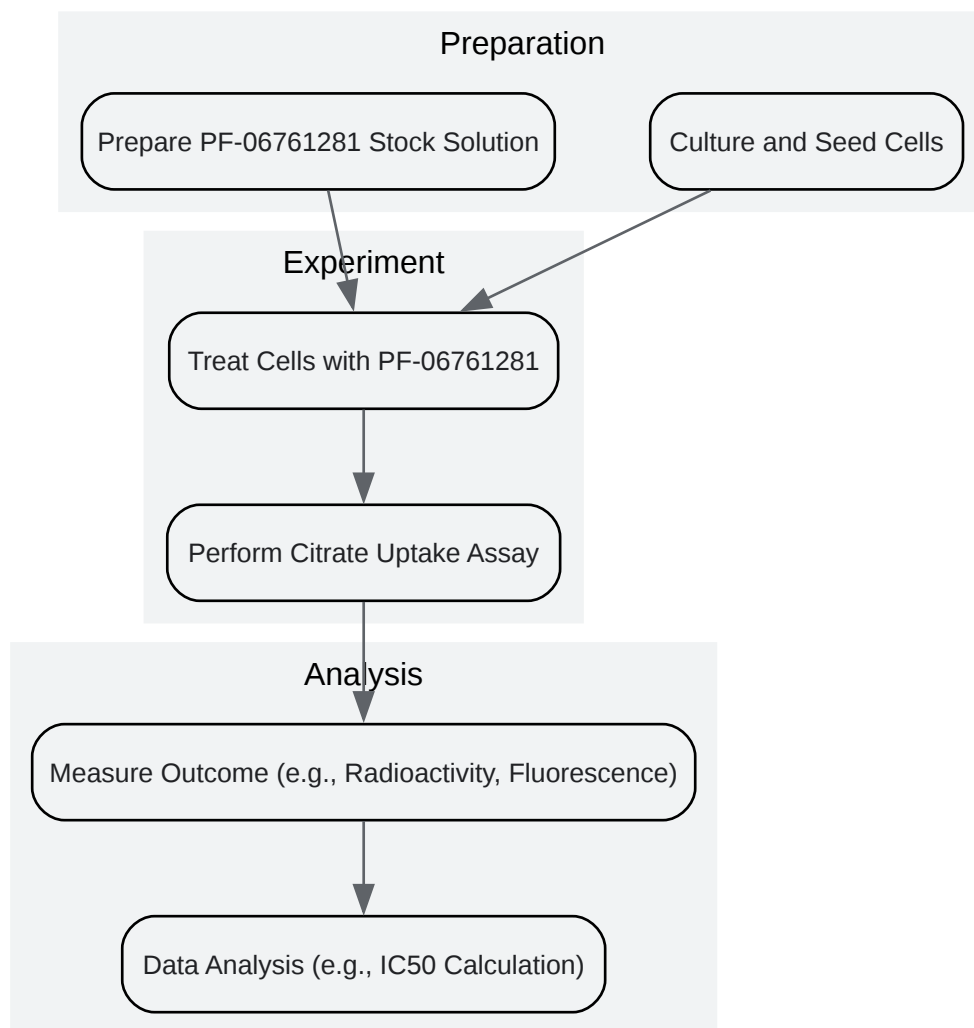 Preparation
Prepare PF-06761281 Stock Solution
Culture and Seed Cells
Experiment
Treat Cells with PF-06761281
Perform Citrate Uptake Assay
Analysis
Measure Outcome (e.g., Radioactivity, Fluorescence)
Data Analysis (e.g., IC50 Calculation)